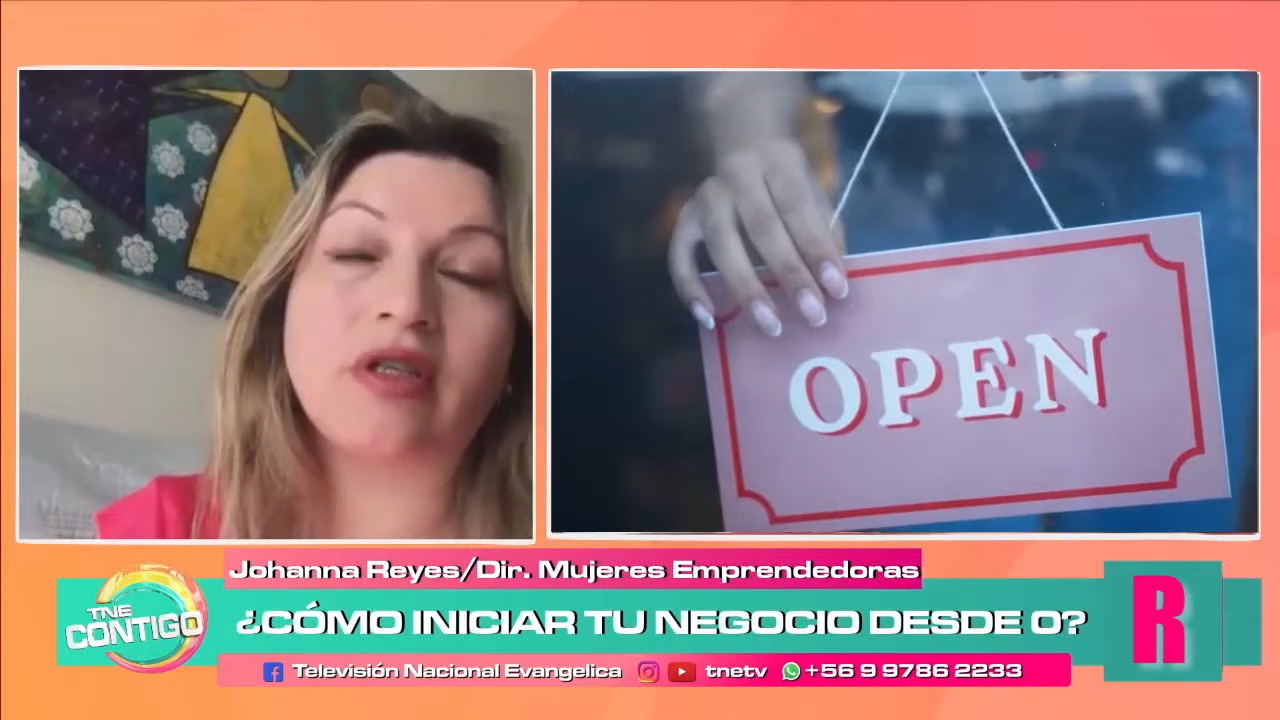 OPEN
Johanna Reyes/Dir. Mujeres Emprendedoras
TNE
CONTIGO
¿CÓMO INICIAR TU NEGOCIO DESDE 0?
R
Televisión Nacional Evangelica tnetv +56 9 9786 2233